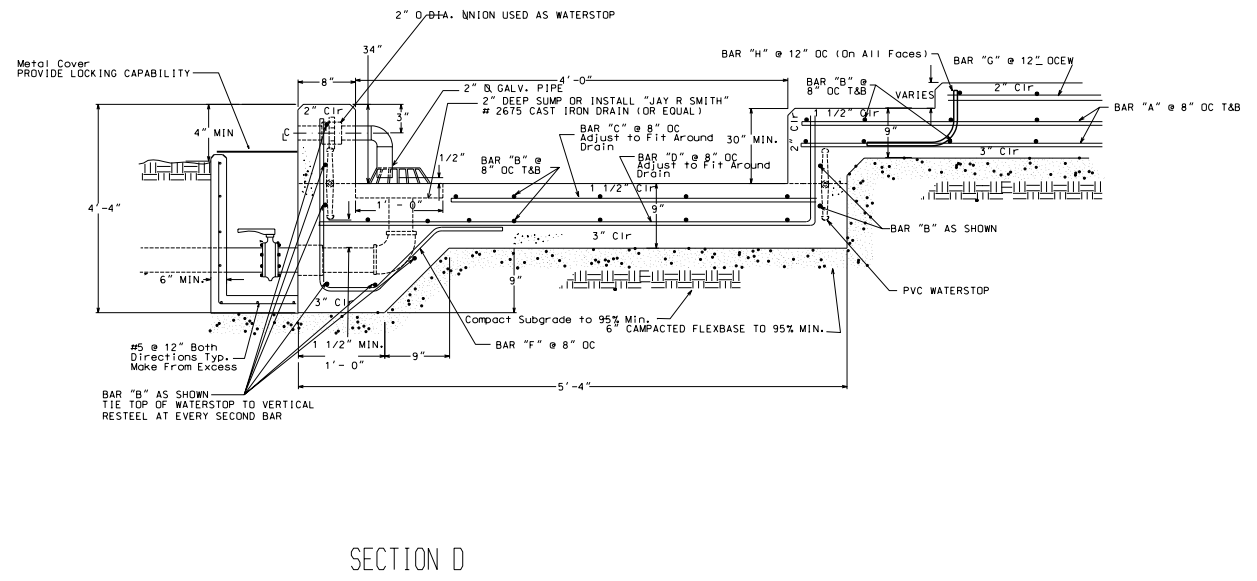 2" O DIA. UNION USED AS WATERSTOP
34"
BAR "H" @ 12" OC (On All Faces)
Metal Cover
PROVIDE LOCKING CAPABILITY
BAR "G" @ 12" OCEW
8"
4'-0"
BAR "B" @
8" OC T&B
2" GALV. PIPE
2" DEEP SUMP OR INSTALL "JAY R SMITH"
# 2675 CAST IRON DRAIN (OR EQUAL)
VARIES
2" Clr
BAR "A" @ 8" OC T&B
2" Clr
3"
1 1/2" Clr
4" MIN
BAR "C" @ 8" OC
Adjust to Fit Around
Drain
30" MIN.
2" Clr
9"
3" Clr
1/2"
BAR "B" @
8" OC T&B
BAR "D" @ 8" OC
Adjust to Fit Around
Drain
1 1/2" Clr
4'-4"
1'-0"
9"
3" Clr
BAR "B" AS SHOWN
6" MIN.
9"
PVC WATERSTOP
3" Clr
Compact Subgrade to 95% Min.
6" CAMPACTED FLEXBASE TO 95% MIN.
#5 @ 12" Both
Directions Typ.
Make From Excess
1 1/2" MIN.
BAR "F" @ 8" OC
9"
1'-0"
5'-4"
BAR "B" AS SHOWN
TIE TOP OF WATERSTOP TO VERTICAL
RESTEEL AT EVERY SECOND BAR
SECTION D